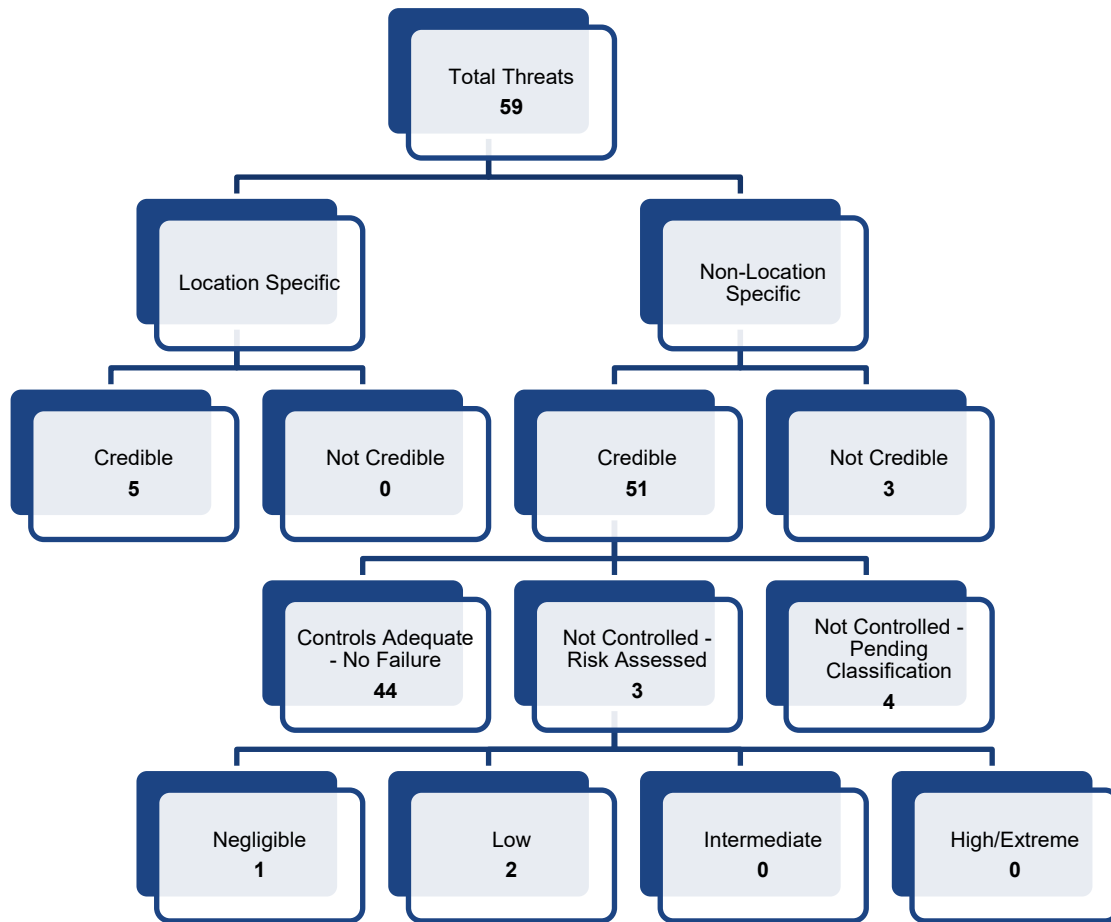 Total Threats
59
Location Specific
Non-Location
Specific
Credible
5
Not Credible
0
Credible
51
Not Credible
3
Controls Adequate
- No Failure
44
Not Controlled -
Risk Assessed
3
Not Controlled -
Pending
Classification
4
Negligible
1
Low
2
Intermediate
0
High/Extreme
0